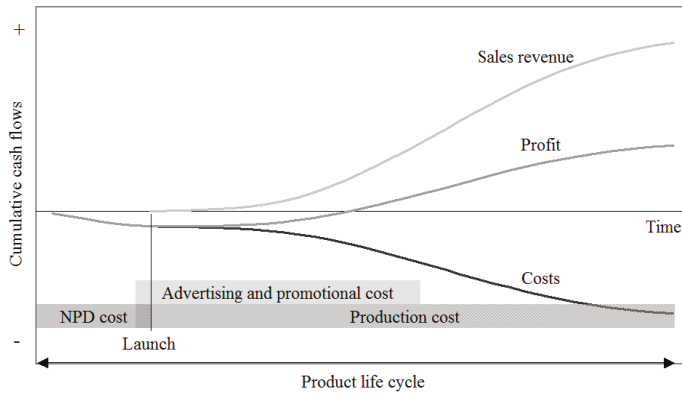 +
Sales revenue
Profit
Cumulative cash flows
Time
Costs
Advertising and promotional cost
NPD cost
Production cost
-
Launch
Product life cycle